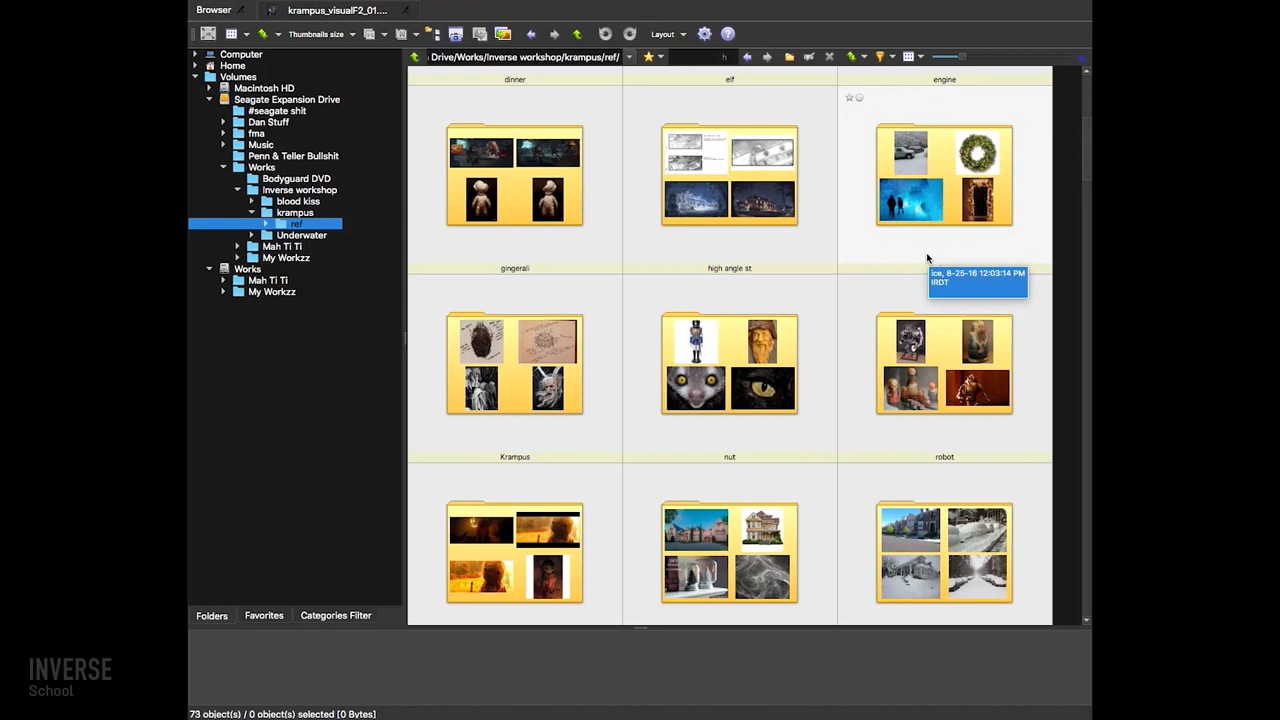 Browser
krampus_visualF2_01....
Thumbnails size
Layout
Drive/Works/Inverse workshop/krampus/ref/
h
Computer
Home
Volumes
Macintosh HD
Seagate Expansion Drive
#seagate shit
Dan Stuff
fma
Music
Penn & Teller Bullshit
Works
Bodyguard DVD
Inverse workshop
blood kiss
krampus
ref
Underwater
Mah Ti Ti
My Workzz
Works
Mah Ti Ti
My Workzz
dinner
elf
engine
gingerali
high angle st
ice, 8-25-16 12:03:14 PM
IRDT
Krampus
nut
robot
Folders
Favorites
Categories Filter
INVERSE
School
73 object(s) / 0 object(s) selected [0 Bytes]